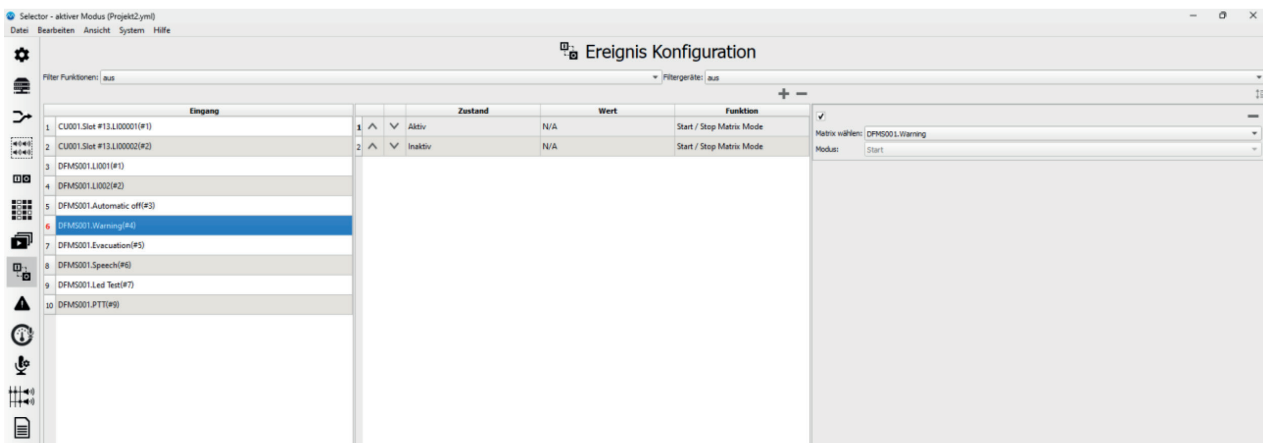 Selector - aktiver Modus (Projekt2.yml)
Datei Bearbeiten Ansicht System Hilfe
Ereignis Konfiguration
Filter Funktionen: aus Filtergeräte: aus
Eingang
1 CU001.Slot #13.LI00001(#1)
2 CU001.Slot #13.LI00002(#2)
3 DFMS001.LI001(#1)
4 DFMS001.LI002(#2)
5 DFMS001.Automatic off(#3)
6 DFMS001.Warning(#4)
7 DFMS001.Evacuation(#5)
8 DFMS001.Speech(#6)
9 DFMS001.Led Test(#7)
10 DFMS001.PTT(#9)
Zustand Wert Funktion
1 Aktiv N/A Start / Stop Matrix Mode
2 Inaktiv N/A Start / Stop Matrix Mode
Matrix wählen: DFMS001.Warning
Modus: Start